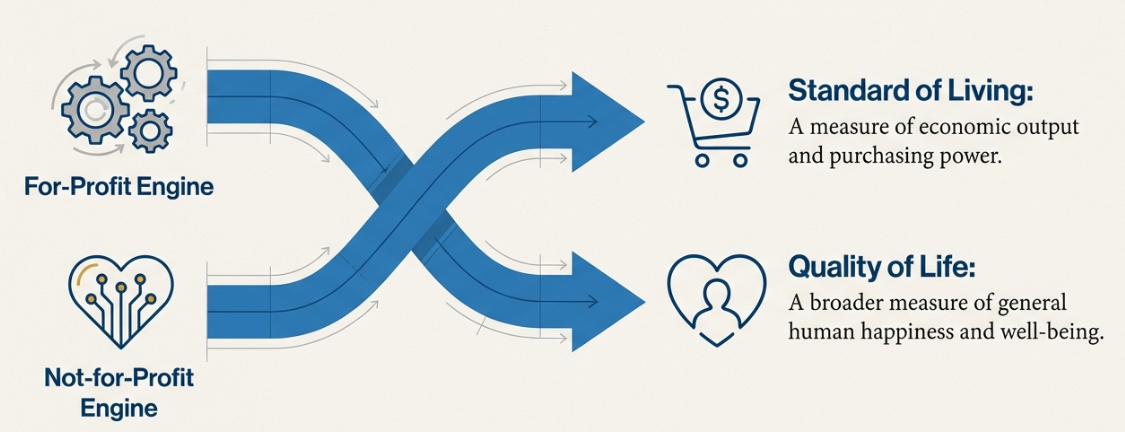 For-Profit Engine
$
Standard of Living:
A measure of economic output
and purchasing power.
Not-for-Profit
Engine
Quality of Life:
A broader measure of general
human happiness and well-being.